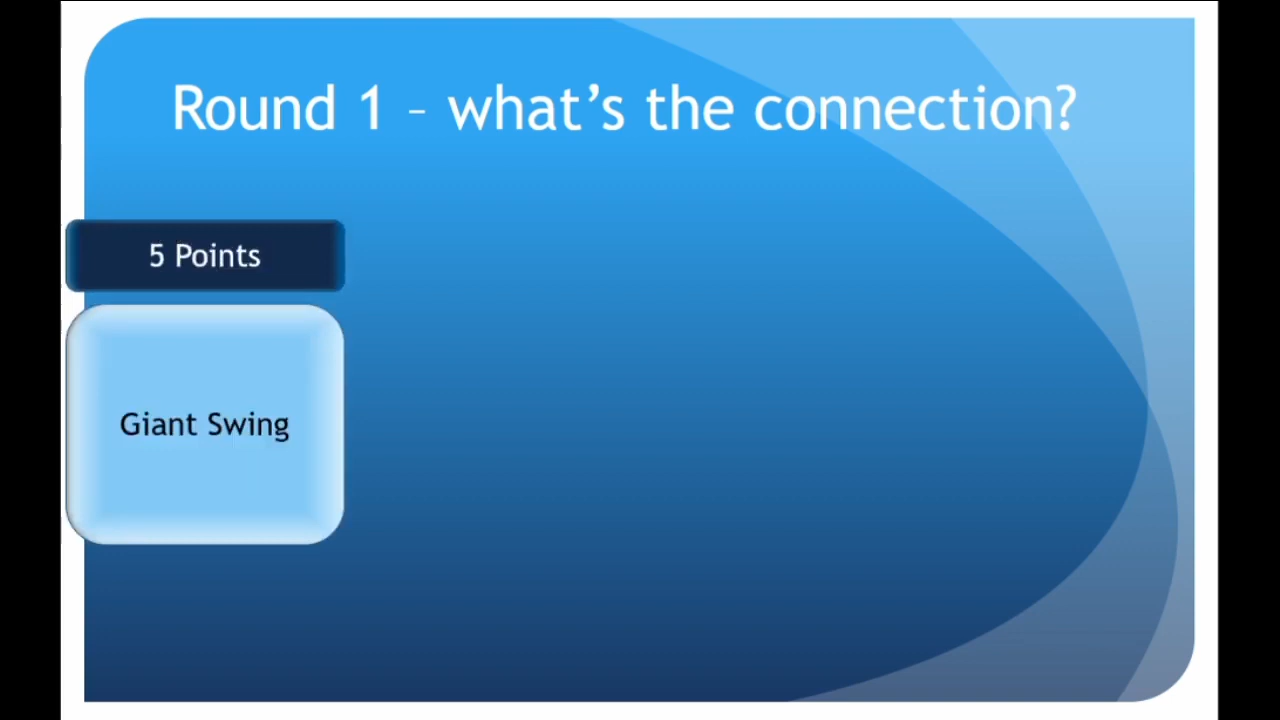 Round 1 – what’s the connection?
5 Points
Giant Swing